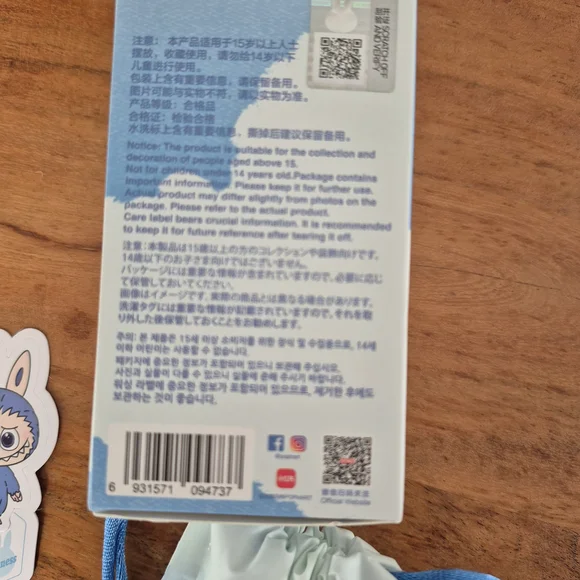 SCRATCH OFF
AND VERIFY
注意：本产品适用于15岁以上人士
摆放，收藏使用，请勿给14岁以下
儿童进行使用。
包装上含有重要信息，请保留备用。
图片可能与实物不符，请以实物为准。
产品等级：合格品
合格证：检验合格
水洗标上含有重要信息，撕掉后建议保留备用。
Notice: The product is suitable for the collection and
decoration of people aged above 15.
Not for children under 14 years old.Package contains
important information. Please keep it for further use.
Actual product may differ slightly from photos on the
package. Please refer to the actual product.
Care label bears crucial information. It is recommended
to keep it for future reference after tearing it off.
注意：本製品は15歳以上の方のコレクションや装飾向けです。
14歳以下のお子さま向けではございません。
パッケージには重要な情報が含まれていますので、必要に応じ
て保管しておいてください。
画像はイメージです。実際の商品とは異なる場合があります。
洗濯タグには重要な情報が記載されていますので、それを取
り外した後保管しておくことをお勧めします。
주의: 본 제품은 15세 이상 소비자를 위한 장식 및 수집용으로, 14세
이하 어린이는 사용할 수 없습니다.
패키지에 중요한 정보가 포함되어 있으니 보관해 주십시오.
사진과 실물이 다를 수 있으니 실물에 준해 주시기 바랍니다.
워싱 라벨에 중요한 정보가 포함되어 있으므로, 제거한 후에도
보관하는 것이 좋습니다.
6 931571 094737
Official Website